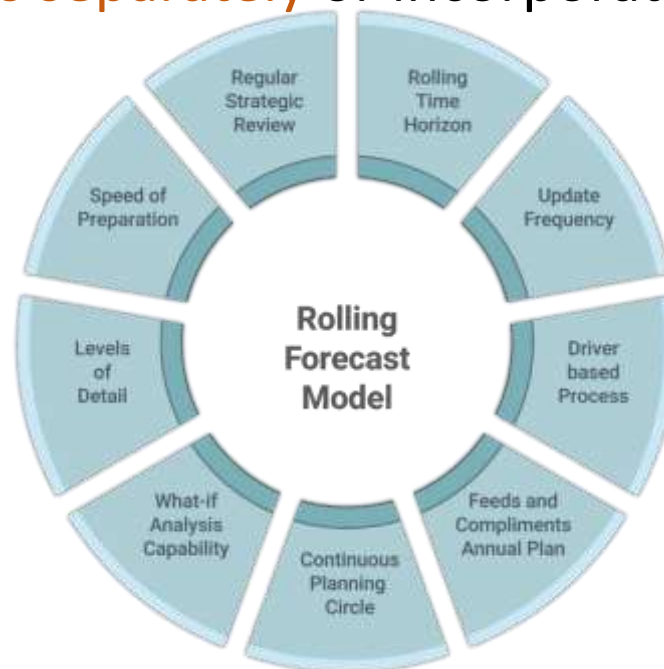 separately
Regular
Strategic
Review
Rolling
Time
Horizon
Update
Frequency
Driver
based
Process
Feeds and
Compliments
Annual Plan
Continuous
Planning
Circle
What-if
Analysis
Capability
Levels
of
Detail
Speed of
Preparation
Rolling
Forecast
Model